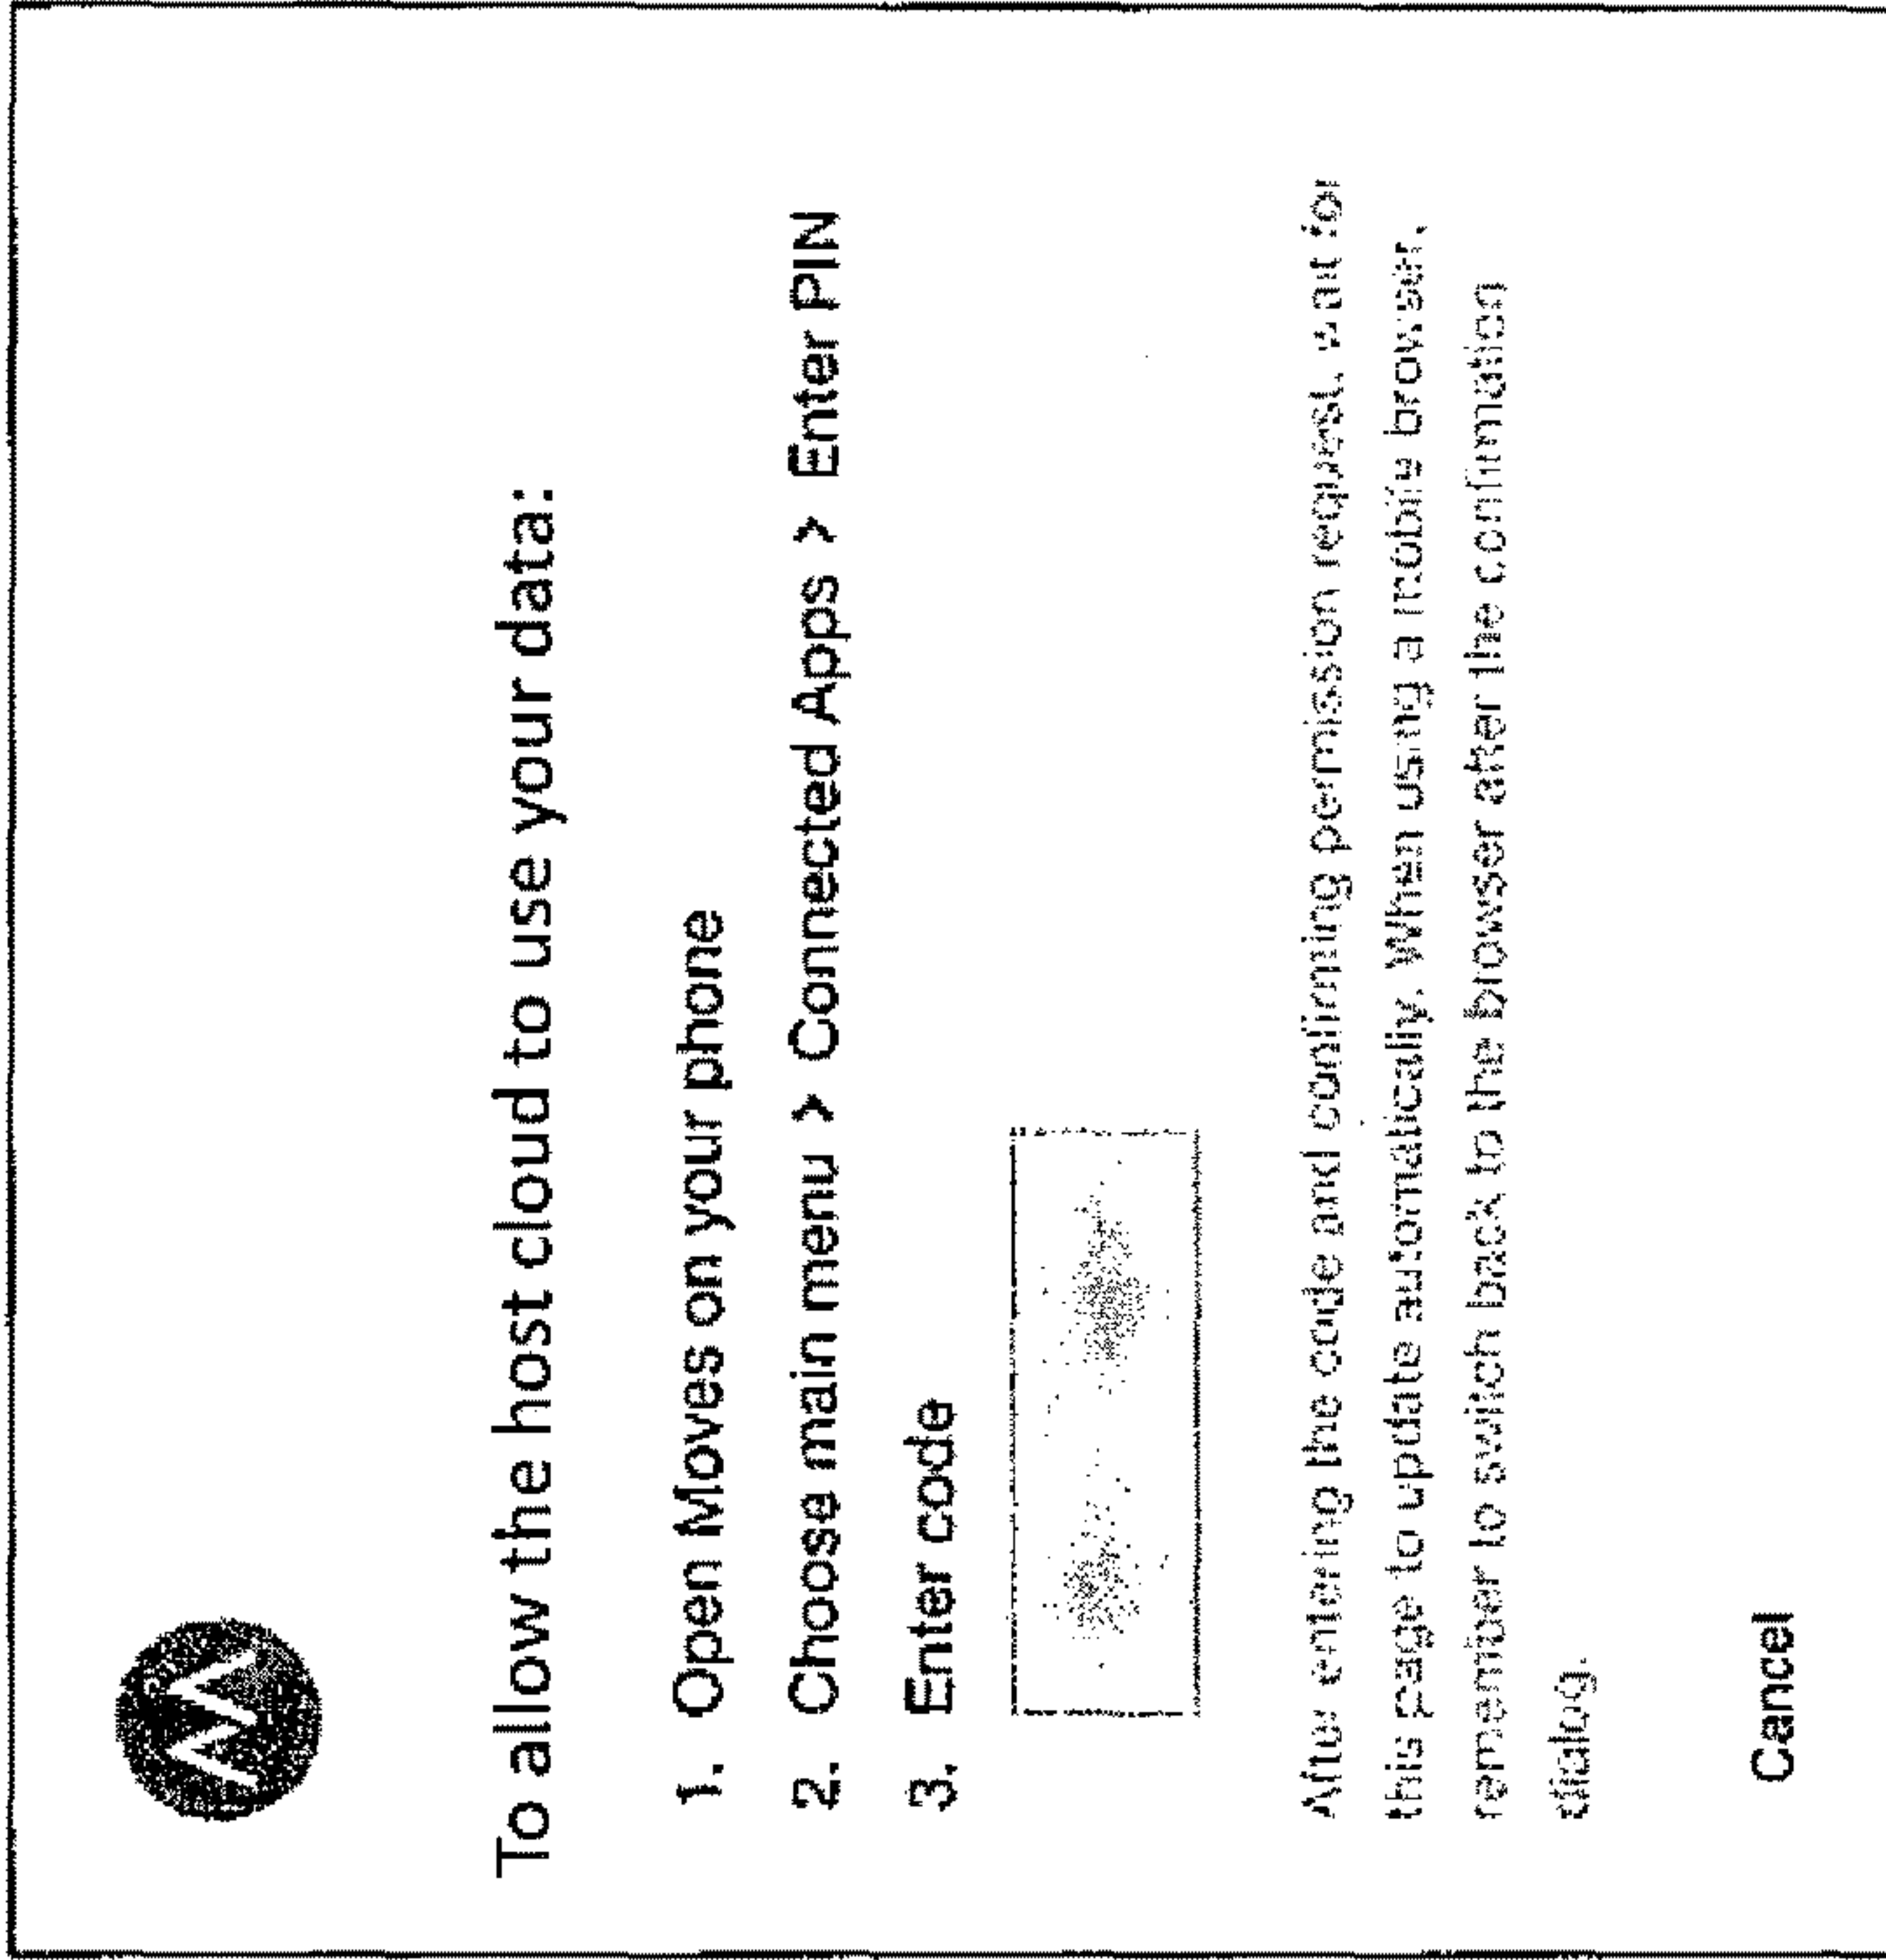 To allow the host cloud to use your data:
1. Open Moves on your phone
2. Choose main menu > Connected Apps > Enter PIN
3. Enter code
After entering the code and confirming permission request, wait for
this page to update automatically. When using a mobile browser,
remember to switch back to the browser after the confirmation
dialog.
Cancel